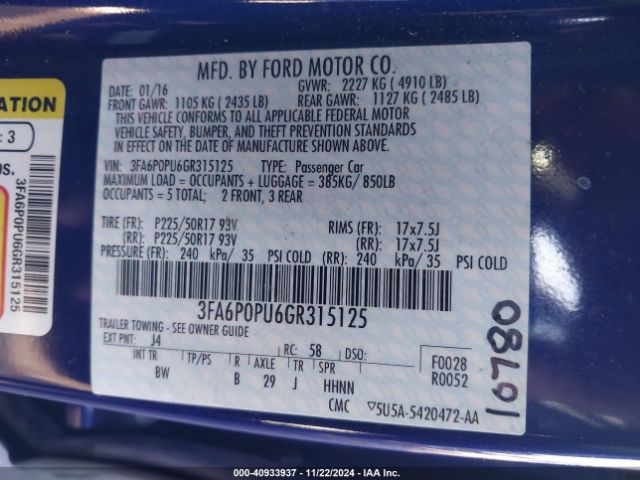 MFD. BY FORD MOTOR CO.
DATE: 01/16 GVWR: 2227 KG ( 4910 LB)
FRONT GAWR: 1105 KG ( 2435 LB) REAR GAWR: 1127 KG ( 2485 LB)
THIS VEHICLE CONFORMS TO ALL APPLICABLE FEDERAL MOTOR
VEHICLE SAFETY, BUMPER, AND THEFT PREVENTION STANDARDS
IN EFFECT ON THE DATE OF MANUFACTURE SHOWN ABOVE.
VIN: 3FA6P0PU6GR315125 TYPE: Passenger Car
MAXIMUM LOAD = OCCUPANTS + LUGGAGE = 385KG/ 850LB
OCCUPANTS = 5 TOTAL; 2 FRONT, 3 REAR
TIRE (FR): P225/50R17 93V RIMS (FR): 17×7.5J
(RR): P225/50R17 93V (RR): 17×7.5J
PRESSURE (FR): 240 kPa/ 35 PSI COLD (RR): 240 kPa/ 35 PSI COLD
3FA6P0PU6GR315125
TRAILER TOWING - SEE OWNER GUIDE
EXT PNT: J4 RC: 58 DSO: F0028
INT TR TP/PS R AXLE TR SPR R0052
BW B 29 J HHNN
CMC ▽5U5A-5420472-AA
ATION
: 3
OS.
3FA6P0PU6GR315125
000-40933937 - 11/22/2024 - IAA Inc.